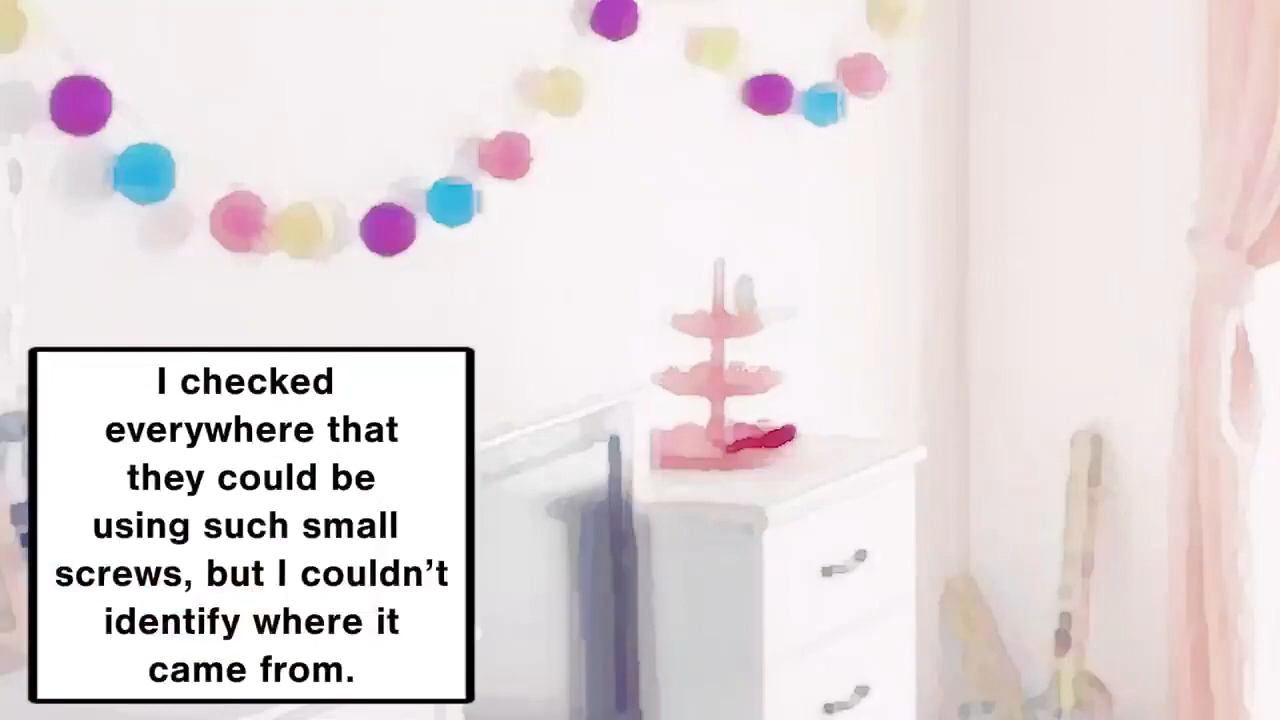 I checked
everywhere that
they could be
using such small
screws, but I couldn’t
identify where it
came from.